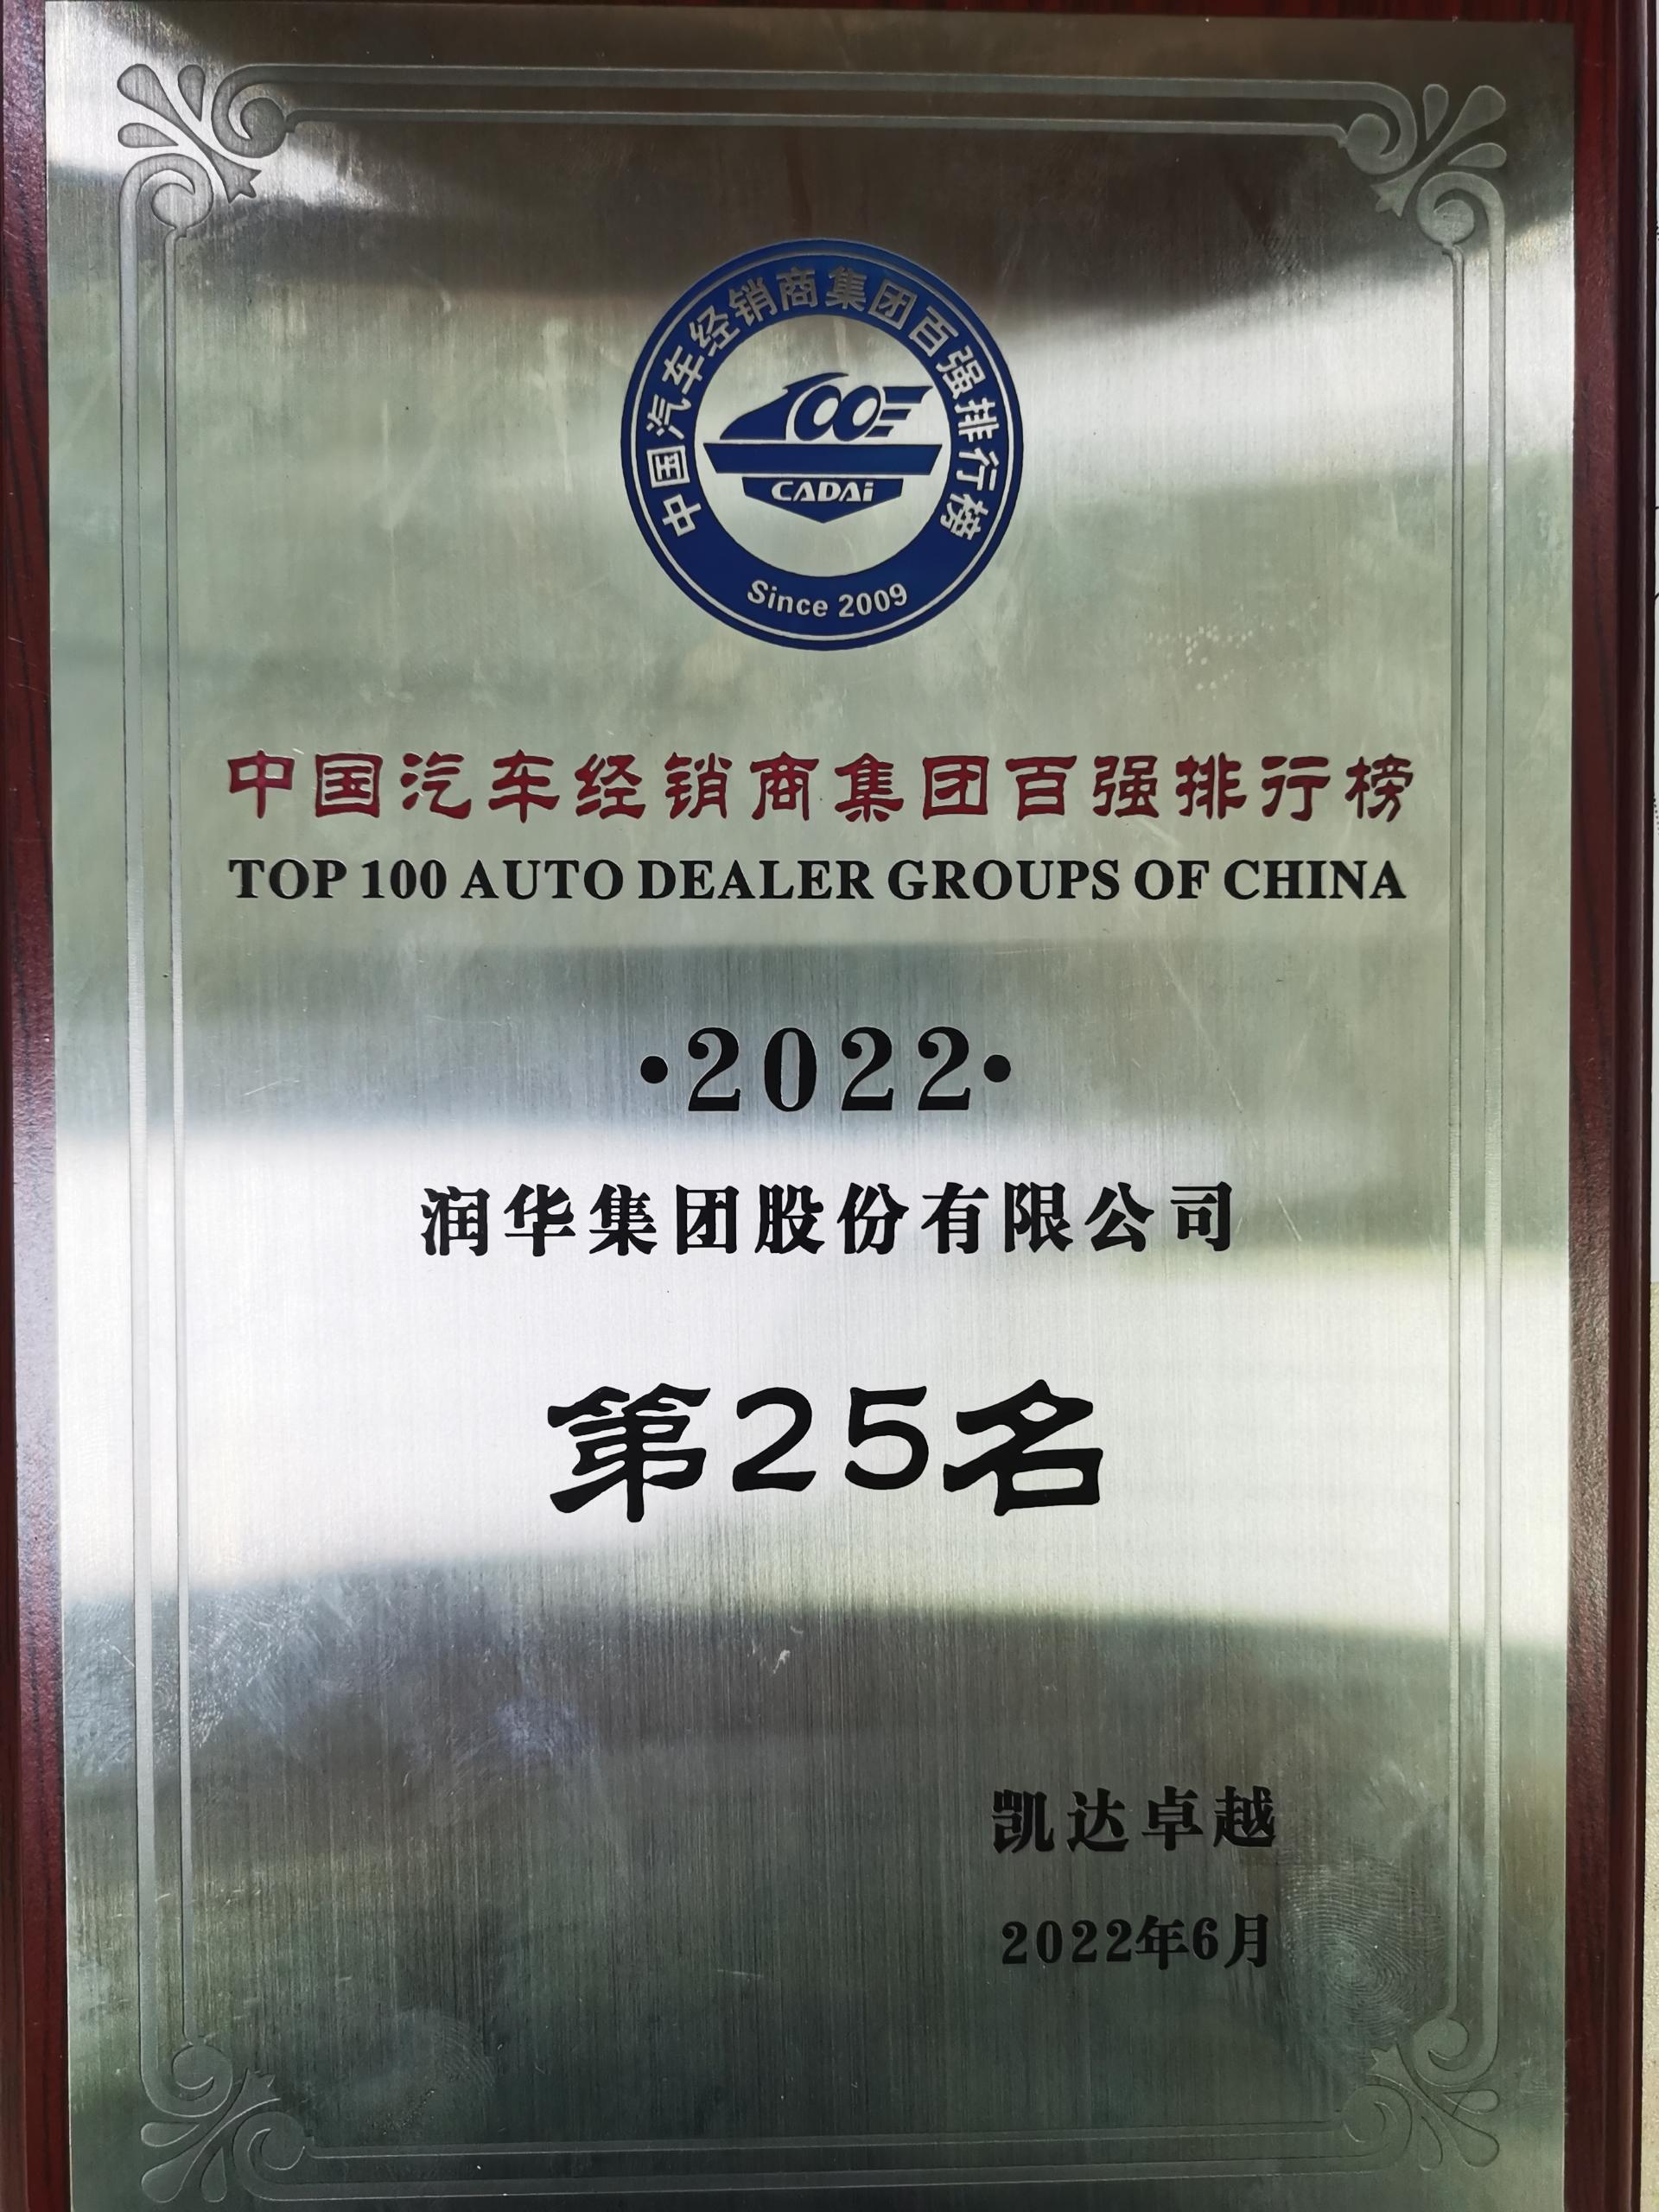 中国汽车经销商集团百强排行榜
100
CADAi
Since 2009
中国汽车经销商集团百强排行榜
TOP 100 AUTO DEALER GROUPS OF CHINA
·2022·
润华集团股份有限公司
第25名
凯达卓越
2022年6月